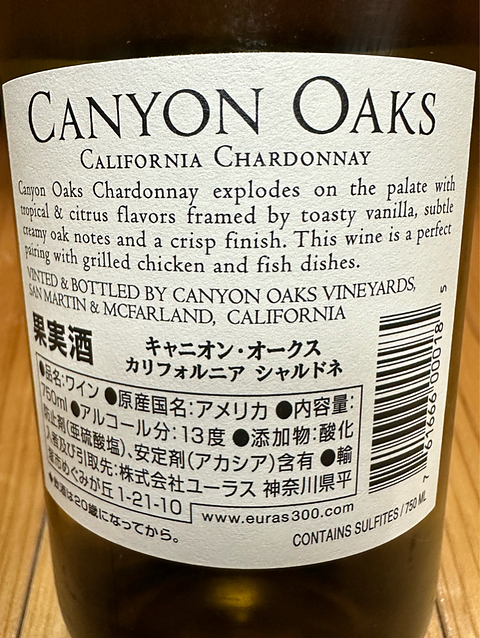 CANYON OAKS
CALIFORNIA CHARDONNAY
Canyon Oaks Chardonnay explodes on the palate with
tropical & citrus flavors framed by toasty vanilla, subtle
creamy oak notes and a crisp finish. This wine is a perfect
pairing with grilled chicken and fish dishes.
VINTED & BOTTLED BY CANYON OAKS VINEYARDS,
SAN MARTIN & MCFARLAND, CALIFORNIA
果実酒
キャニオン・オークス
カリフォルニア シャルドネ
●品名:ワイン ●原産国名:アメリカ ●内容量:
750ml ●アルコール分:13度 ●添加物:酸化
防止剤(亜硫酸塩)、安定剤(アカシア)含有 ●輸
入者及び引取先:株式会社ユーラス 神奈川県平
塚市めぐみが丘 1-21-10
www.euras300.com
●飲酒は20歳になってから。
CONTAINS SULFITES / 750 ML
7 61666 00018 5